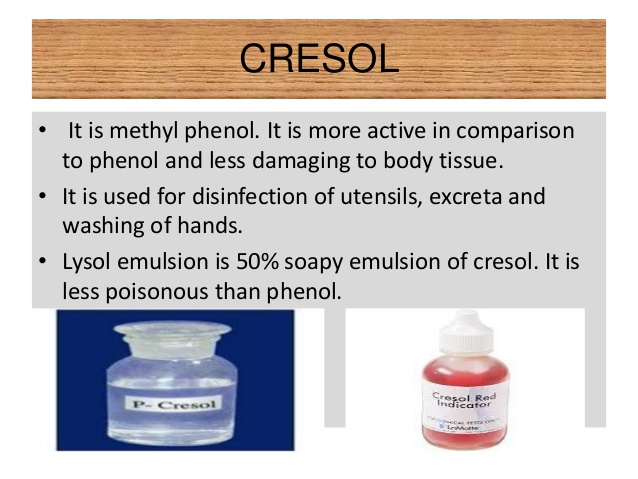 CRESOL
• It is methyl phenol. It is more active in comparison
to phenol and less damaging to body tissue.
• It is used for disinfection of utensils, excreta and
washing of hands.
• Lysol emulsion is 50% soapy emulsion of cresol. It is
less poisonous than phenol.
P- Cresol
Cresol Red
Indicator
LaMotte